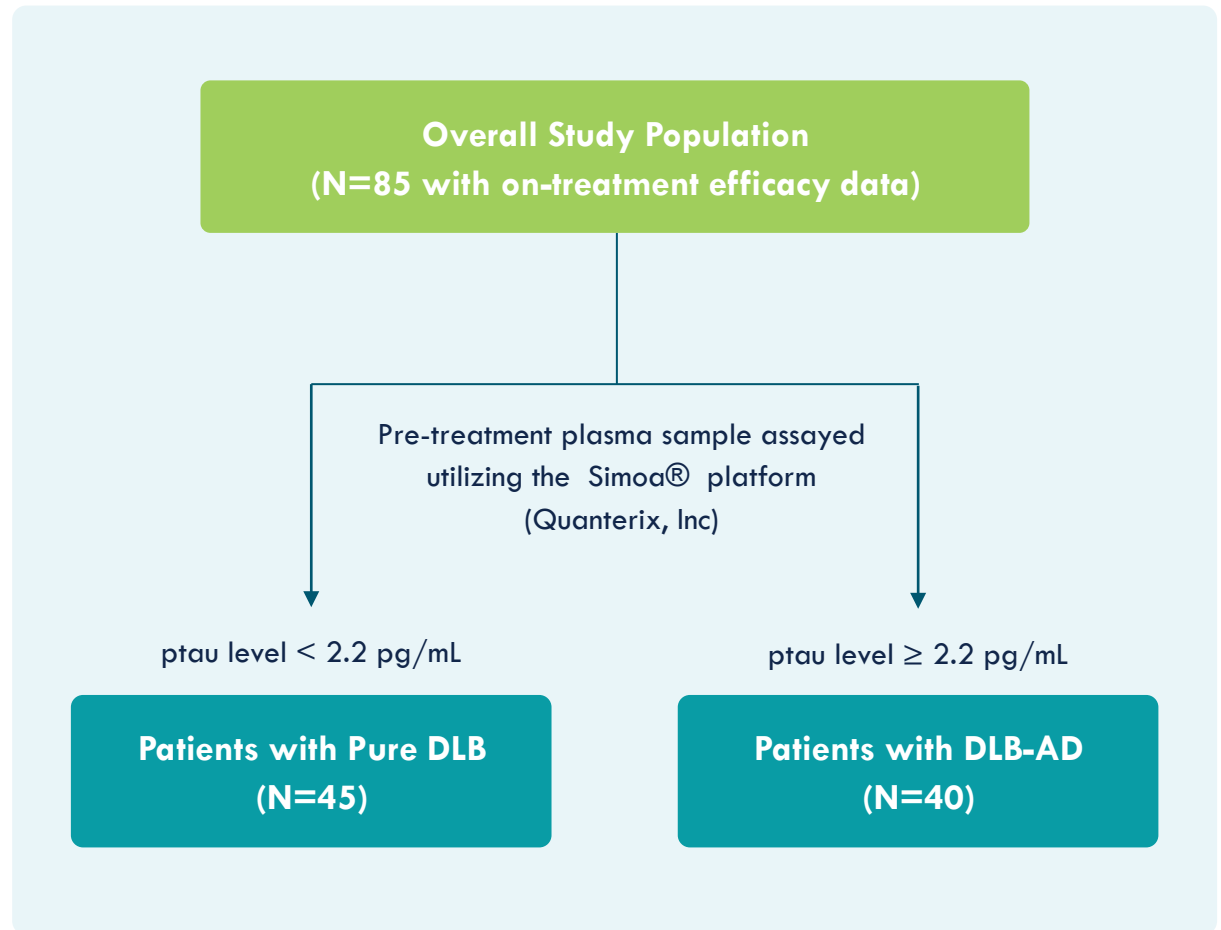 Overall Study Population
(N=85 with on-treatment efficacy data)
Pre-treatment plasma sample assayed
utilizing the Simoa® platform
(Quanterix, Inc)
ptau level < 2.2 pg/mL
ptau level ≥ 2.2 pg/mL
Patients with Pure DLB
(N=45)
Patients with DLB-AD
(N=40)